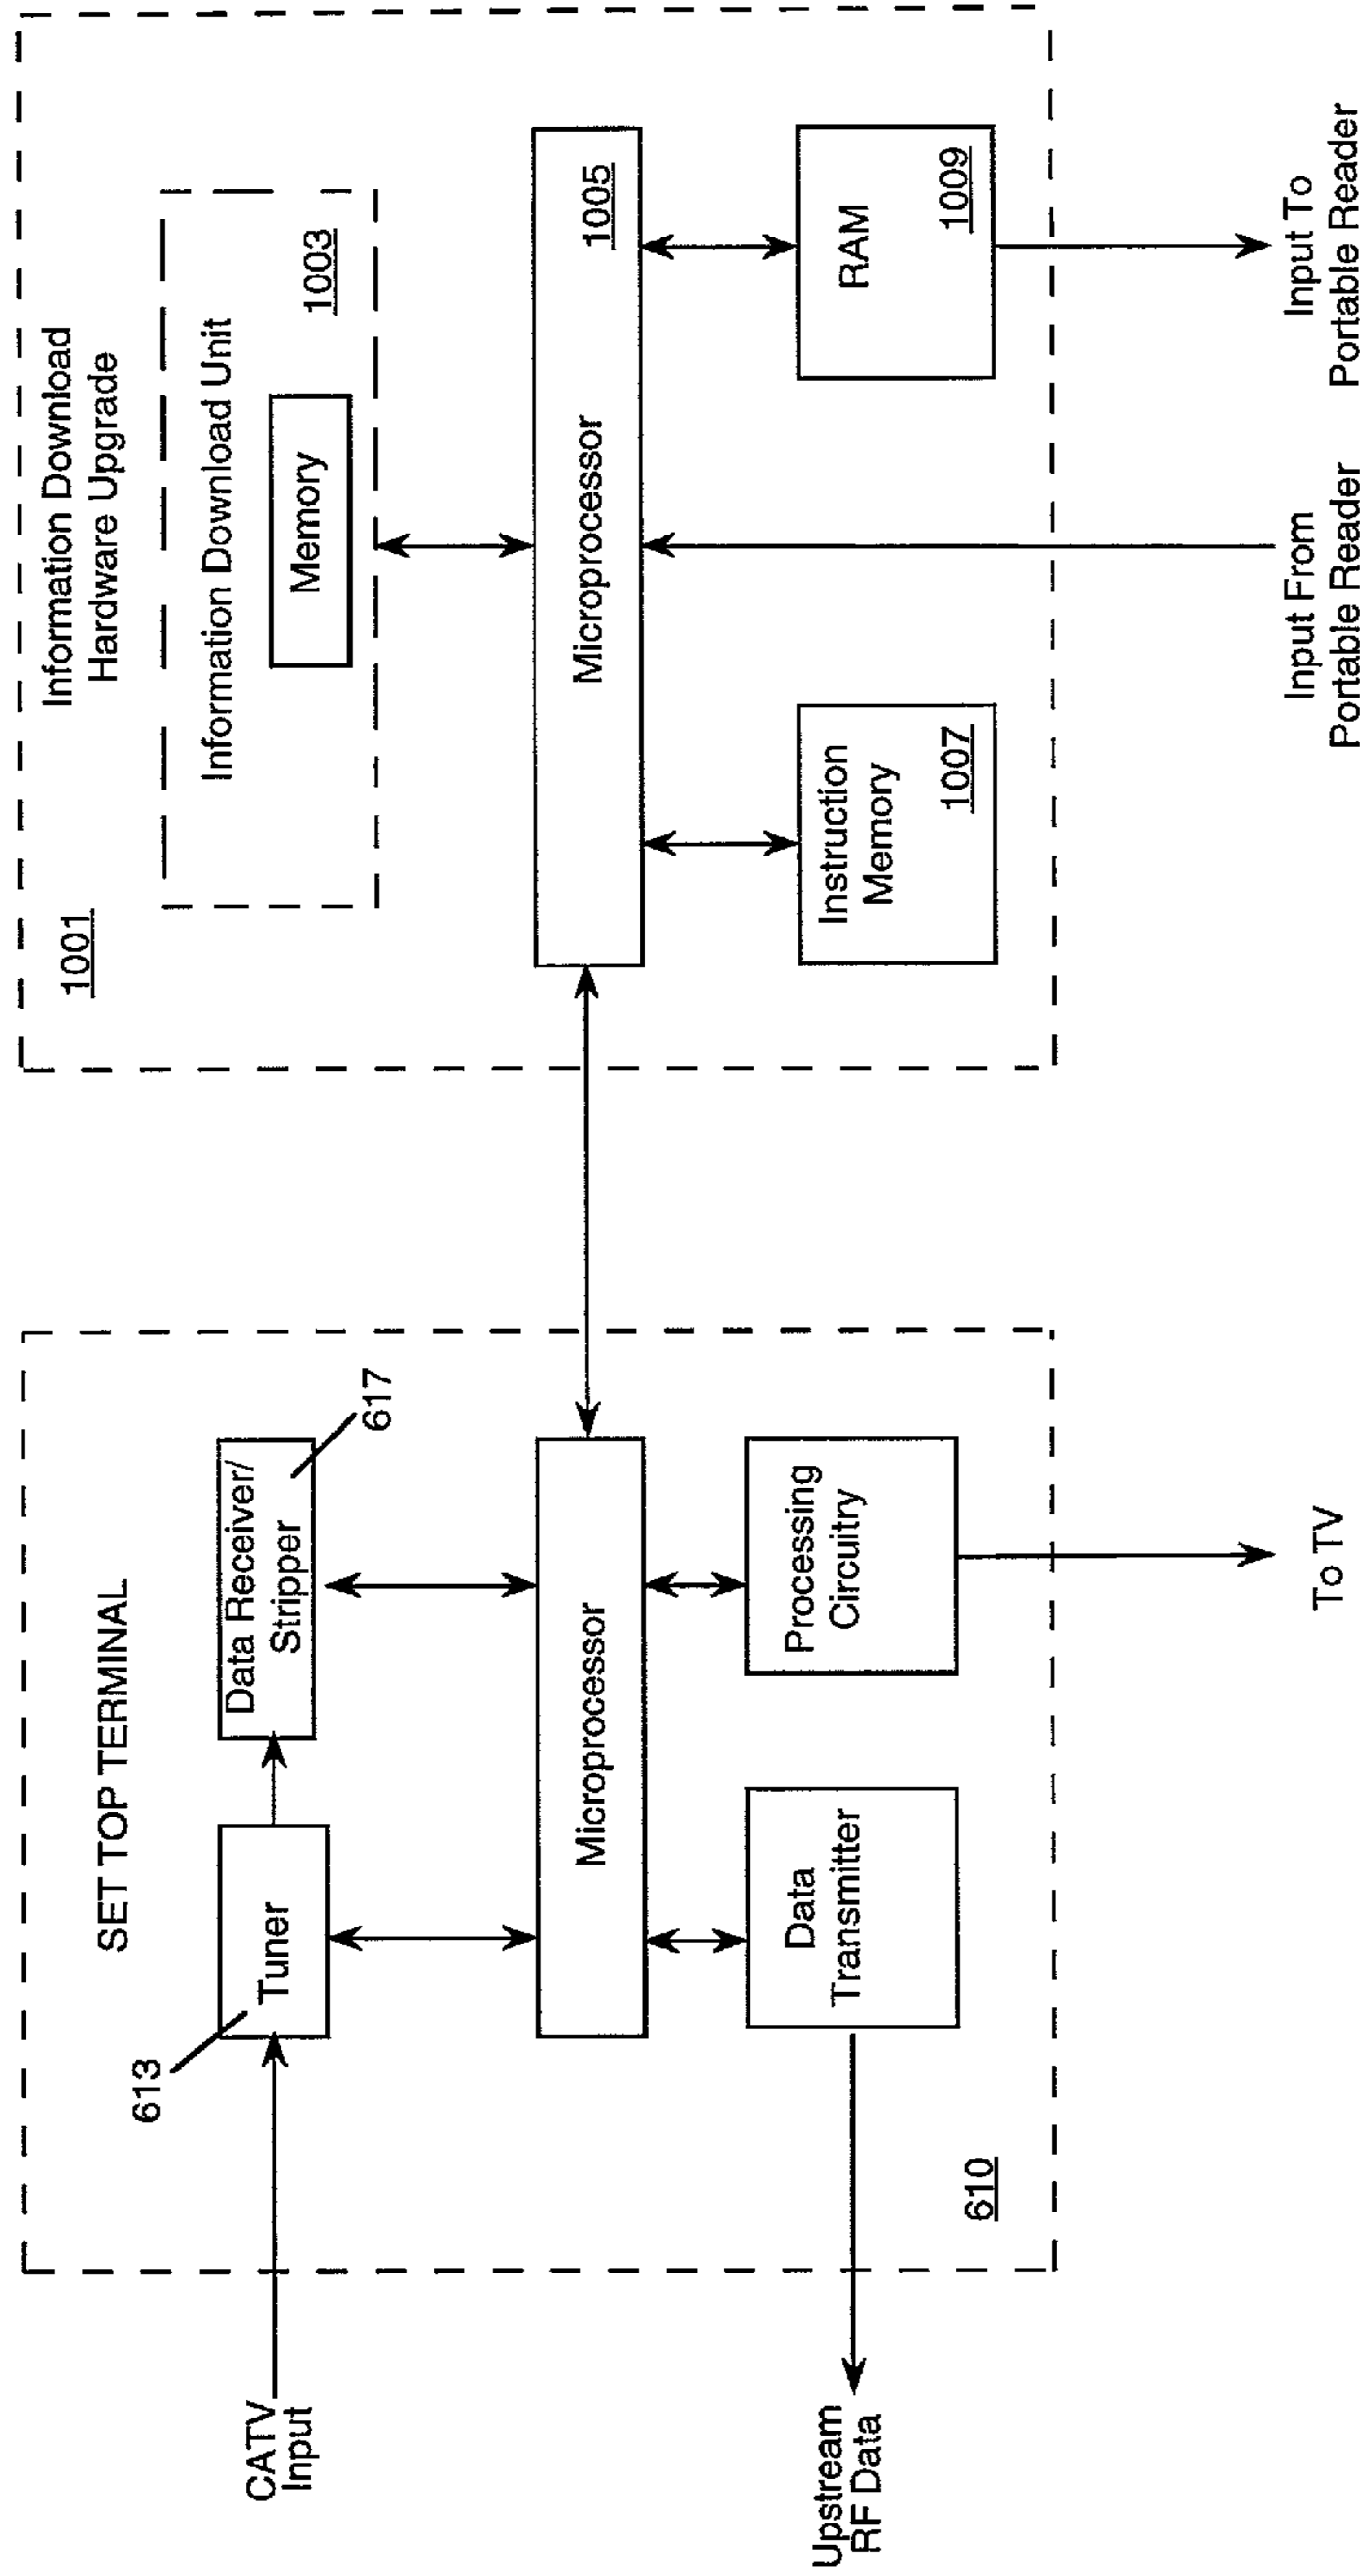 SET TOP TERMINAL
613
Tuner
Data Receiver/
Stripper
617
CATV
Input
Microprocessor
Data
Transmitter
Processing
Circuitry
Upstream
RF Data
610
To TV
1001
Information Download
Hardware Upgrade
Information Download Unit
1003
Memory
Microprocessor
1005
Instruction
Memory
1007
RAM
1009
Input From
Portable Reader
Input To
Portable Reader